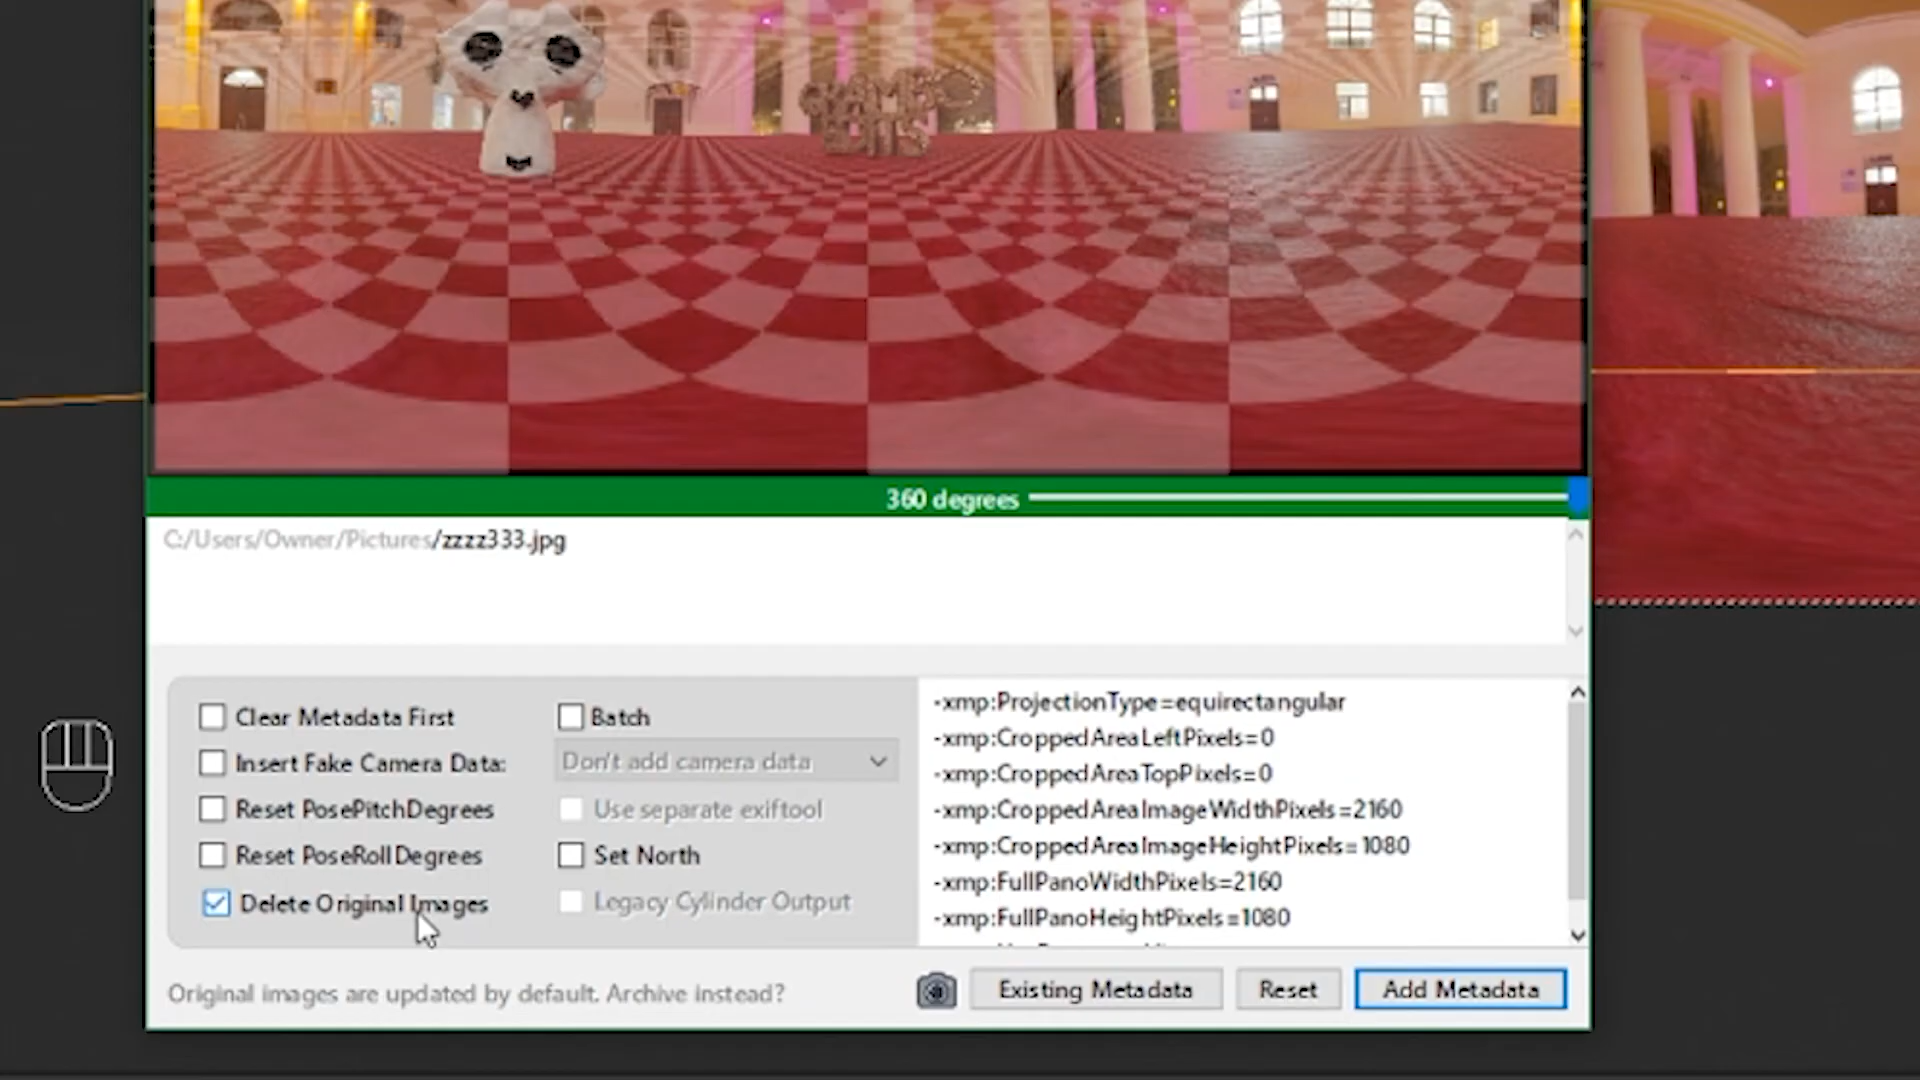 360 degrees
C:/Users/Owner/Pictures/zzzz333.jpg
Clear Metadata First
Batch
Insert Fake Camera Data:
Don't add camera data
Reset PosePitchDegrees
Use separate exiftool
Reset PoseRollDegrees
Set North
Delete Original Images
Legacy Cylinder Output
-xmp:ProjectionType=equirectangular
-xmp:CroppedAreaLeftPixels=0
-xmp:CroppedAreaTopPixels=0
-xmp:CroppedAreaImageWidthPixels=2160
-xmp:CroppedAreaImageHeightPixels=1080
-xmp:FullPanoWidthPixels=2160
-xmp:FullPanoHeightPixels=1080
Original images are updated by default. Archive instead?
Existing Metadata
Reset
Add Metadata